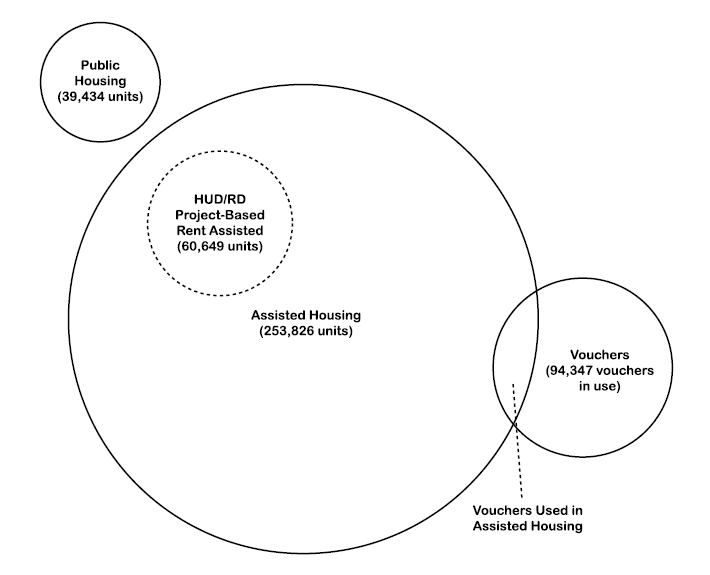 Public
Housing
(39,434 units)
HUD/RD
Project-Based
Rent Assisted
(60,649 units)
Assisted Housing
(253,826 units)
Vouchers
(94,347 vouchers
in use)
Vouchers Used in
Assisted Housing